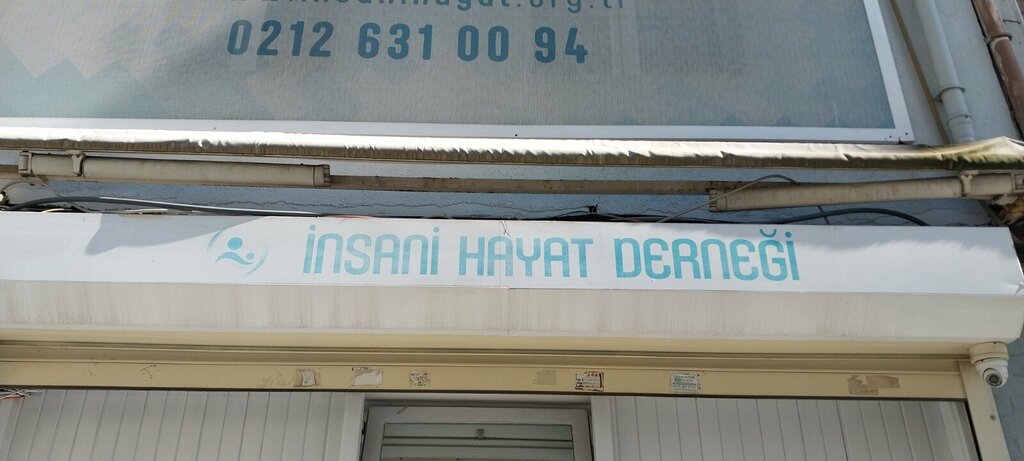 0212 631 00 94
İNSANİ HAYAT DERNEĞİ